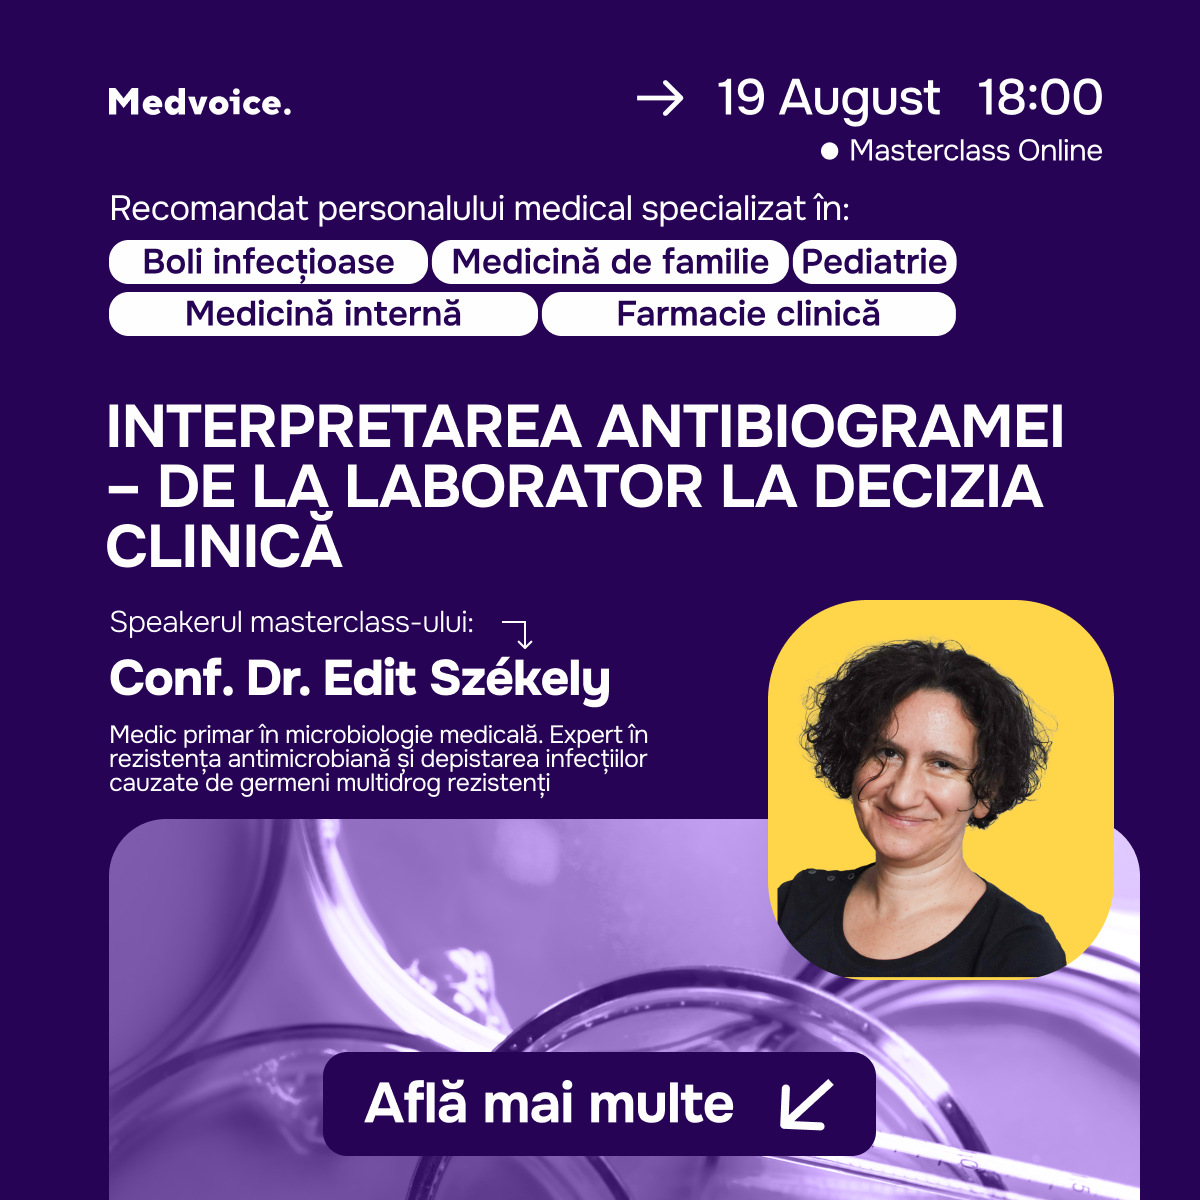 Medvoice.
→ 19 August 18:00
● Masterclass Online
Recomandat personalului medical specializat în:
Boli infecțioase Medicină de familie Pediatrie
Medicină internă Farmacie clinică
INTERPRETAREA ANTIBIOGRAMEI
– DE LA LABORATOR LA DECIZIA
CLINICĂ
Speakerul masterclass-ului:
Conf. Dr. Edit Székely
Medic primar în microbiologie medicală. Expert în
rezistența antimicrobiană și depistarea infecțiilor
cauzate de germeni multidrog rezistenți
Află mai multe